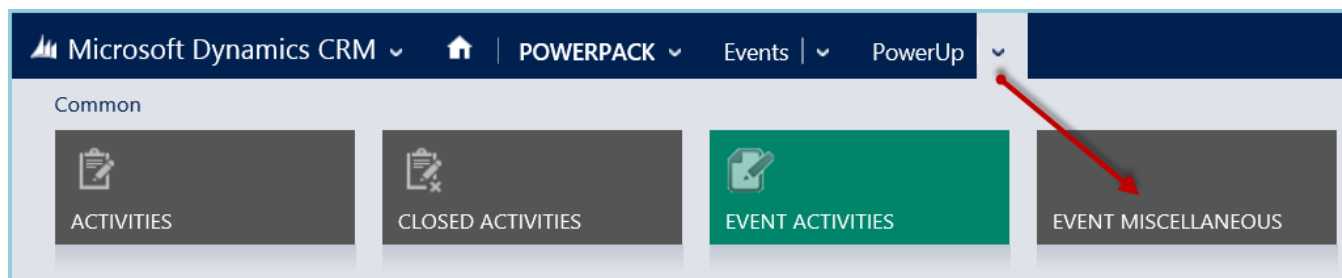 Microsoft Dynamics CRM POWERPACK Events PowerUp
Common
ACTIVITIES CLOSED ACTIVITIES EVENT ACTIVITIES EVENT MISCELLANEOUS